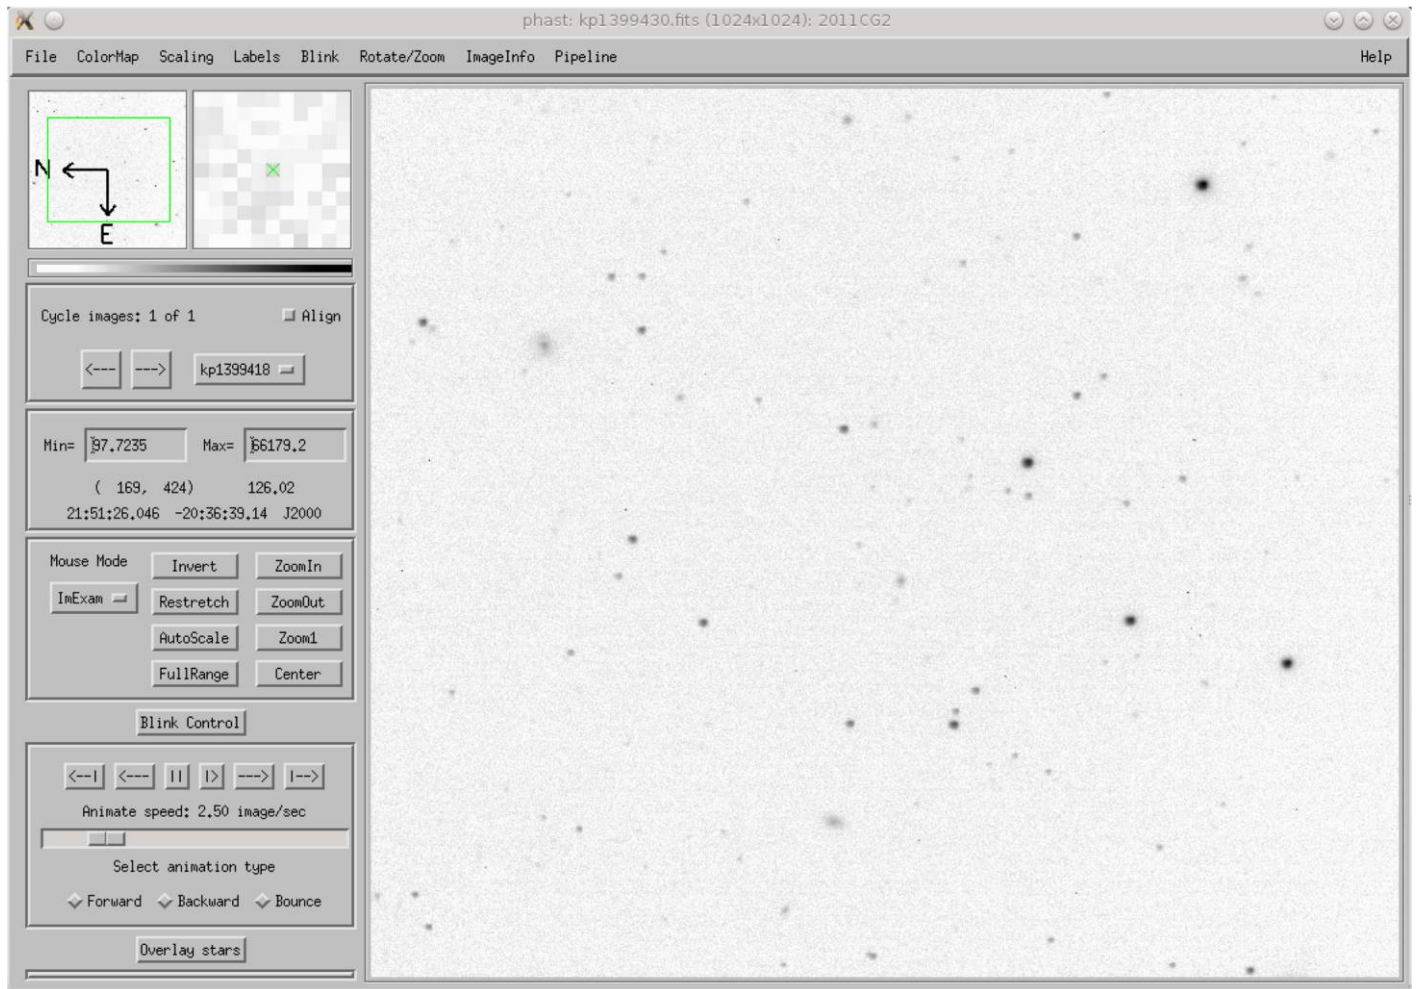 phast: kp1399430.fits (1024x1024): 2011CG2
File ColorMap Scaling Labels Blink Rotate/Zoom ImageInfo Pipeline Help
N
E
Cycle images: 1 of 1 Align
<--- ---> kp1399418
Min= 97.7235 Max= 66179.2
( 169, 424) 126.02
21:51:26.046 -20:36:39.14 J2000
Mouse Mode Invert ZoomIn
ImExam Restretch ZoomOut
AutoScale Zoom1
FullRange Center
Blink Control
<--| <--- || |> ---> |-->
Animate speed: 2.50 image/sec
Select animation type
Forward Backward Bounce
Overlay stars